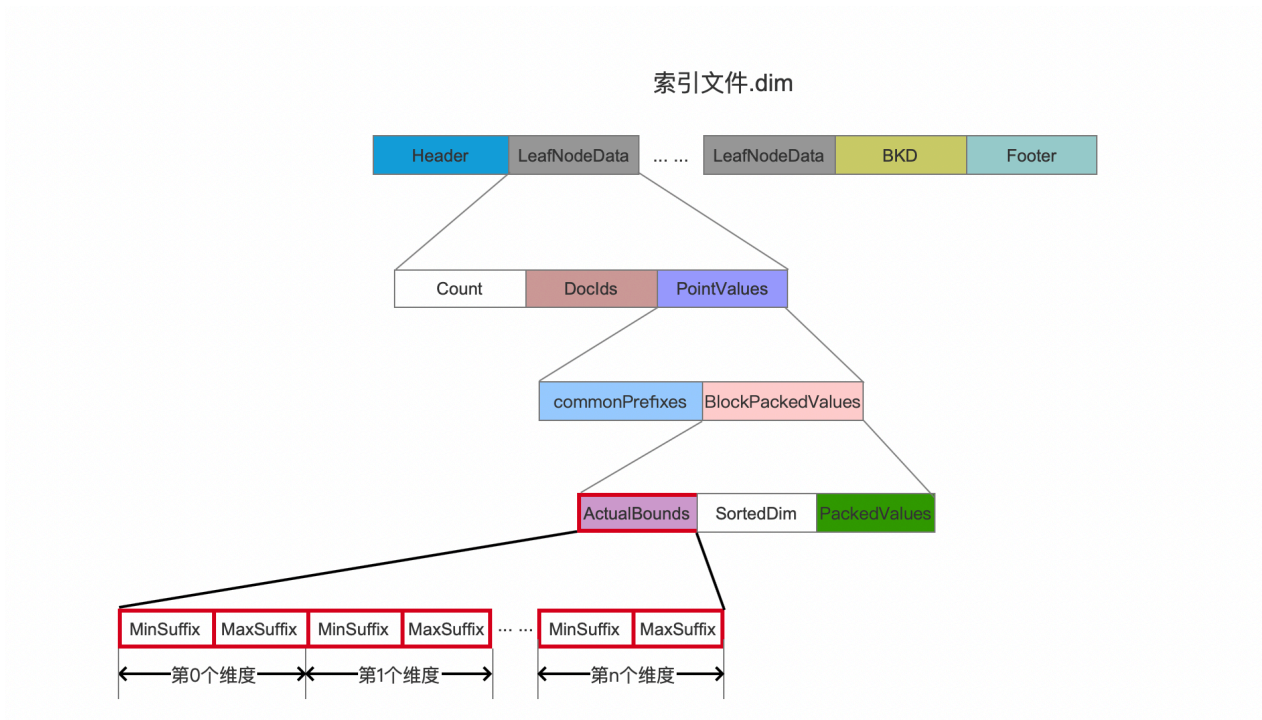 索引文件.dim
Header LeafNodeData ... ... LeafNodeData BKD Footer
Count DocIds PointValues
commonPrefixes BlockPackedValues
ActualBounds SortedDim PackedValues
MinSuffix MaxSuffix MinSuffix MaxSuffix ... ... MinSuffix MaxSuffix
第0个维度 第1个维度 第n个维度